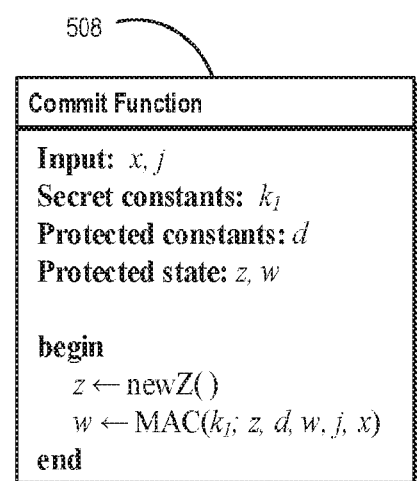 508
Commit Function
Input: x, j
Secret constants: k₁
Protected constants: d
Protected state: z, w
begin
z ← newZ( )
w ← MAC(k₁; z, d, w, j, x)
end